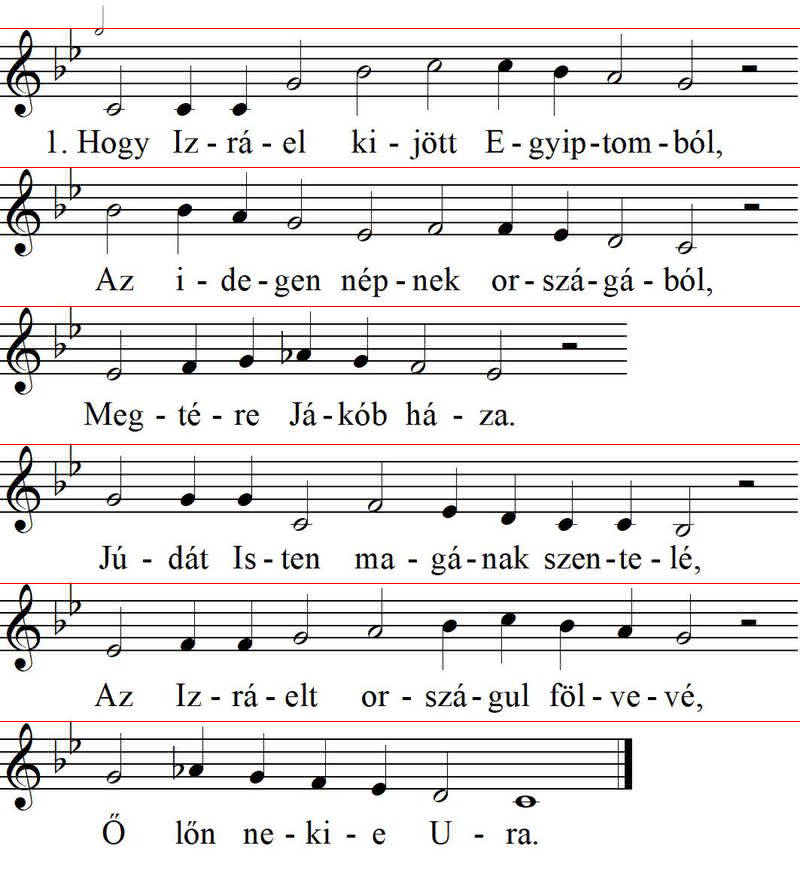 1. Hogy Iz - rá - el ki - jött E - gyip - tom - ból,
Az i - de - gen nép - nek or - szá - gá - ból,
Meg - té - re Já - kób há - za.
Jú - dát Is - ten ma - gá - nak szen - te - lé,
Az Iz - rá - elt or - szá - gul föl - ve - vé,
Ő lőn ne - ki - e U - ra.